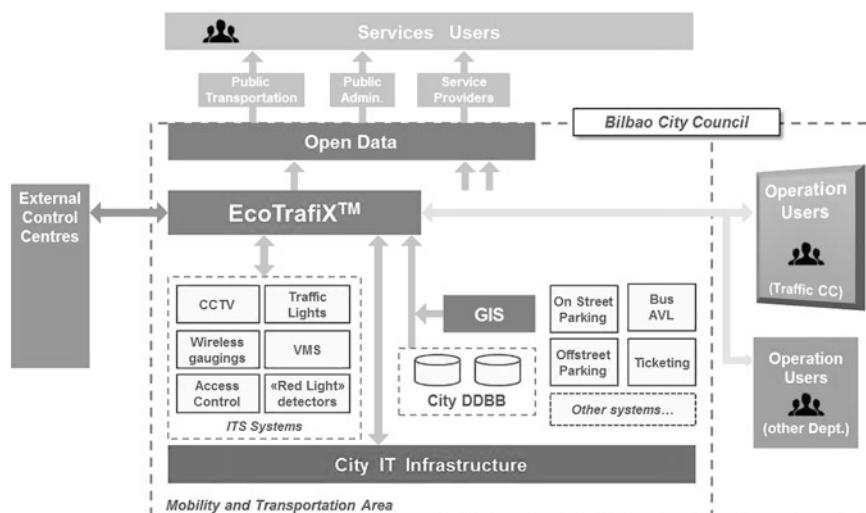 Services Users
Public
Transportation
Public
Admin.
Service
Providers
Bilbao City Council
Open Data
External
Control
Centres
EcoTrafiX™
Operation
Users
(Traffic CC)
CCTV
Traffic
Lights
Wireless
gaugings
VMS
Access
Control
«Red Light»
detectors
ITS Systems
GIS
City DDBB
On Street
Parking
Bus
AVL
Offstreet
Parking
Ticketing
Other systems...
Operation
Users
(other Dept.)
City IT Infrastructure
Mobility and Transportation Area